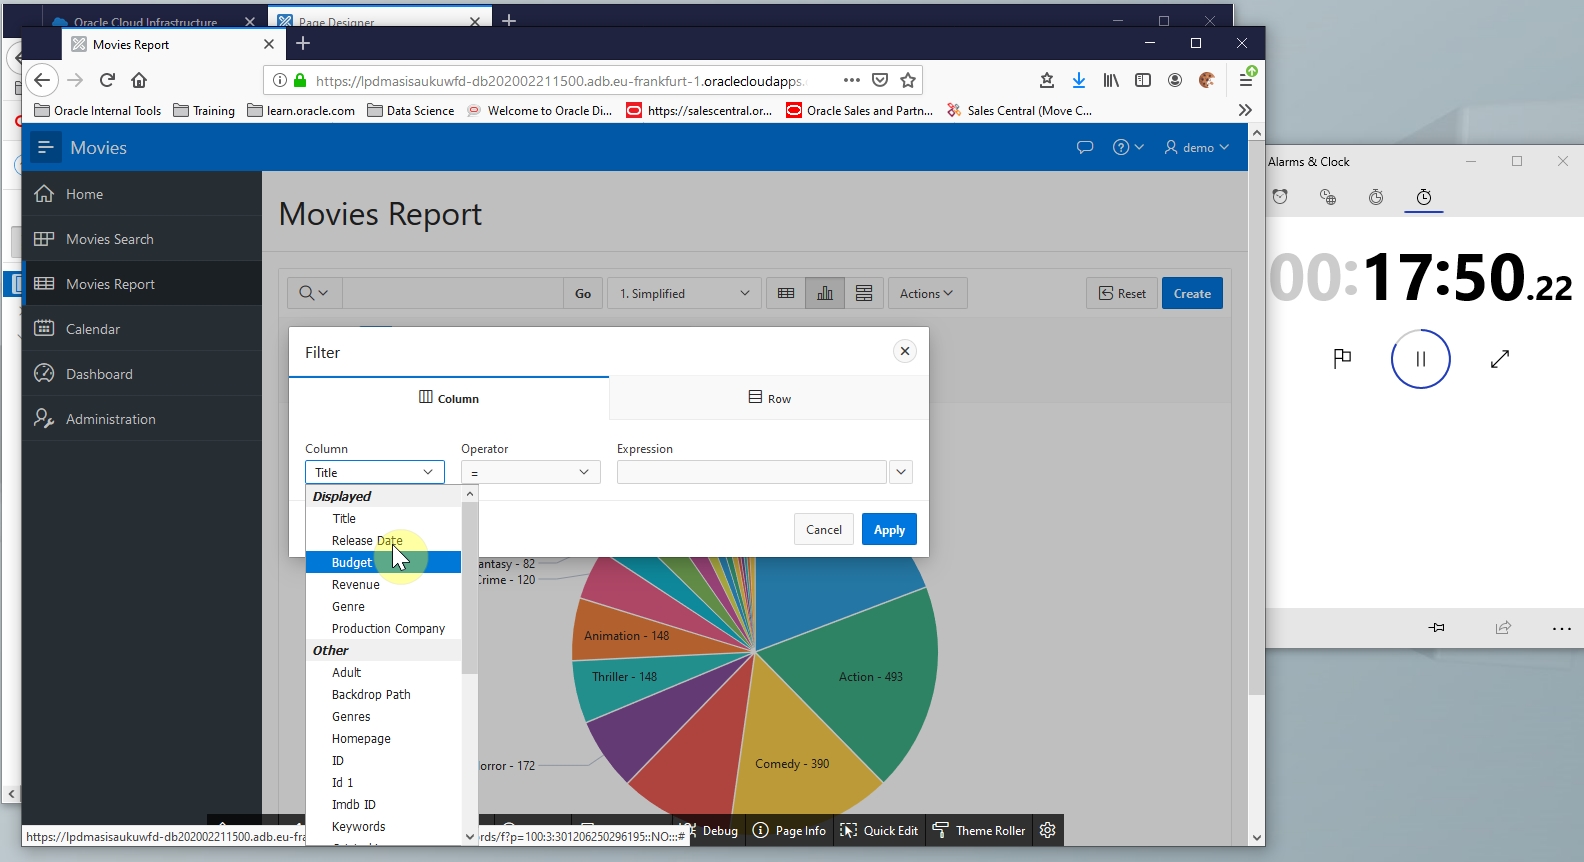 Oracle Cloud Infrastructure
Page Designer
Movies Report
https://lpdmasisaukuwfd-db202002211500.adb.eu-frankfurt-1.oraclecloudapps.
Oracle Internal Tools
Training
learn.oracle.com
Data Science
Welcome to Oracle Di...
https://salescentral.or...
Oracle Sales and Partn...
Sales Central (Move C...
Movies
demo
Home
Movies Search
Movies Report
Calendar
Dashboard
Administration
Movies Report
Go
1. Simplified
Actions
Reset
Create
Filter
Column
Row
Column
Operator
Expression
Title
=
Displayed
Title
Release Date
Budget
Revenue
Genre
Production Company
Other
Adult
Backdrop Path
Genres
Homepage
ID
Id 1
Imdb ID
Keywords
Cancel
Apply
antasy - 82
Crime - 120
Animation - 148
Thriller - 148
orror - 172
Action - 493
Comedy - 390
https://lpdmasisaukuwfd-db202002211500.adb.eu-fra
rds/f?p=100:3:301206250296195::NO:::#
Debug
Page Info
Quick Edit
Theme Roller
Alarms & Clock
00:17:50.22